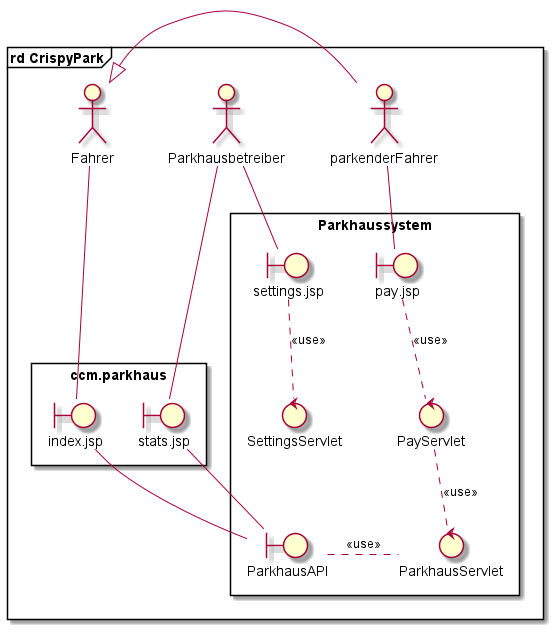 rd CrispyPark
Fahrer
Parkhausbetreiber
parkenderFahrer
Parkhaussystem
settings.jsp
pay.jsp
«use»
«use»
ccm.parkhaus
index.jsp
stats.jsp
SettingsServlet
PayServlet
«use»
ParkhausAPI
«use»
ParkhausServlet